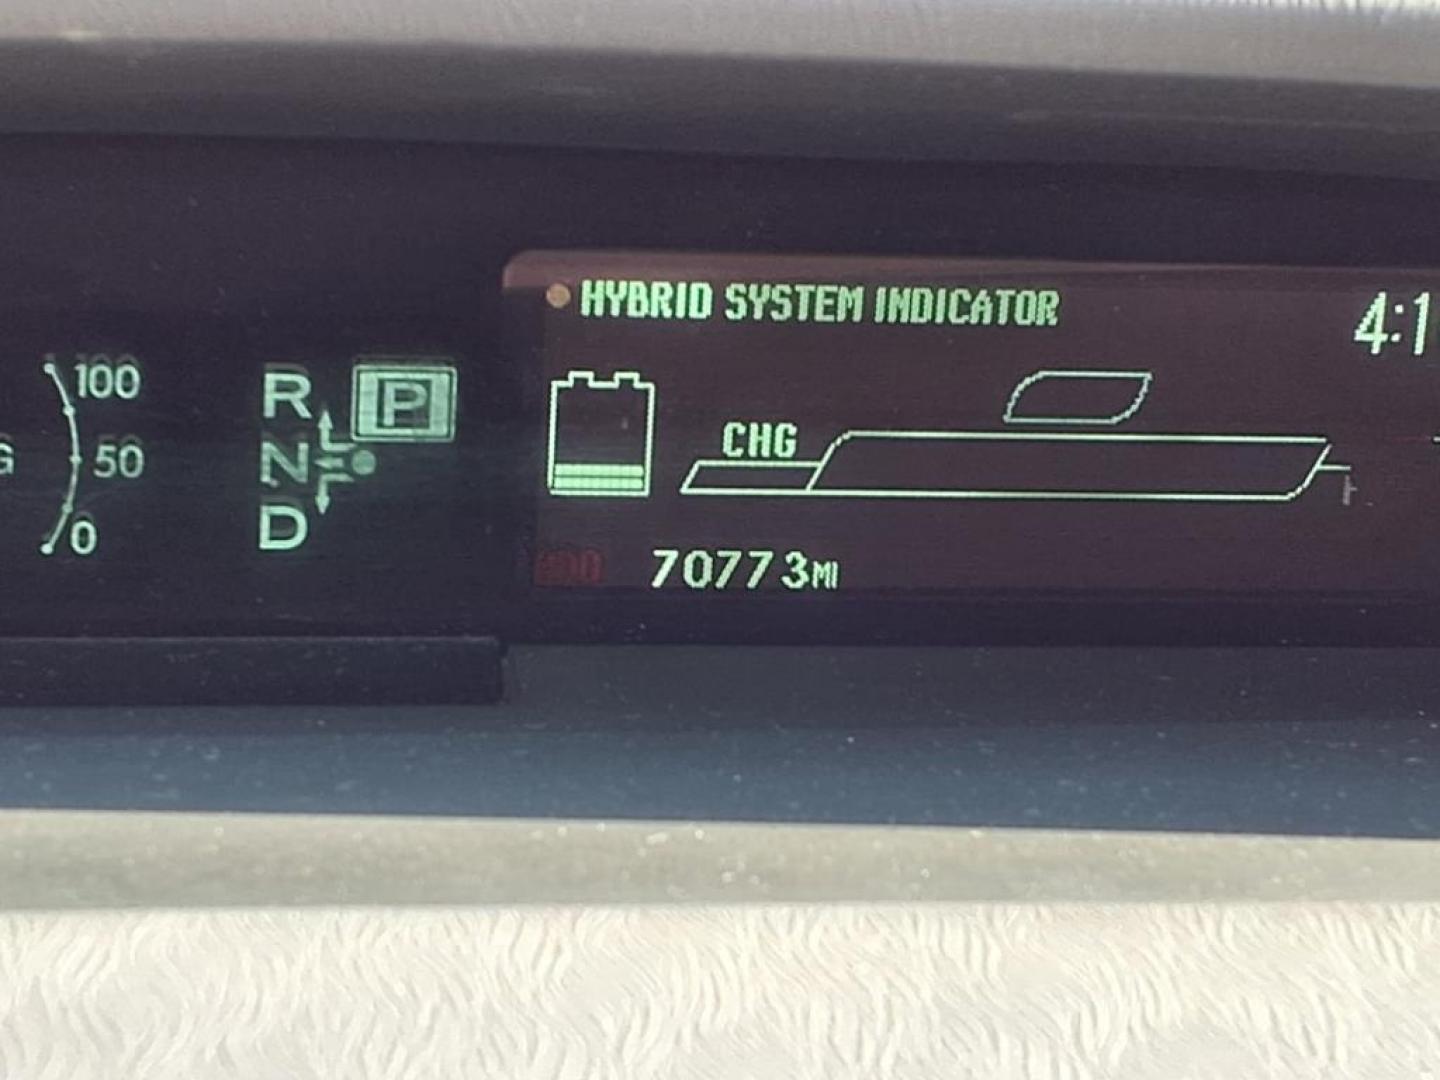 HYBRID SYSTEM INDICATOR
4:1
100
R P
CHG
G 50
N
0
D
70773MI